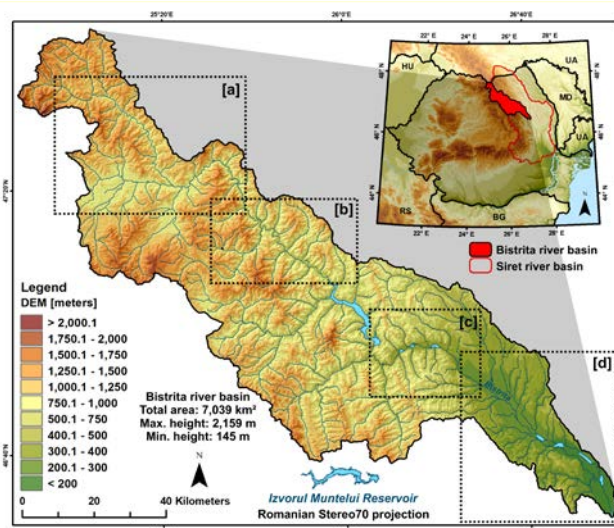 25°20'
26°0'
26°40'
[a]
[b]
[c]
[d]
47°20'
46°40'
22°E
24°E
26°E
28°E
HU
UA
MD
UA
RS
BG
22°E
24°E
26°E
28°E
Bistrita river basin
Siret river basin
Legend
DEM [meters]
> 2,000.1
1,750.1 - 2,000
1,500.1 - 1,750
1,250.1 - 1,500
1,000.1 - 1,250
750.1 - 1,000
500.1 - 750
400.1 - 500
300.1 - 400
200.1 - 300
< 200
Bistrita river basin
Total area: 7,039 km²
Max. height: 2,159 m
Min. height: 145 m
0 20 40 Kilometers
N
N
Izvorul Muntelui Reservoir
Romanian Stereo70 projection